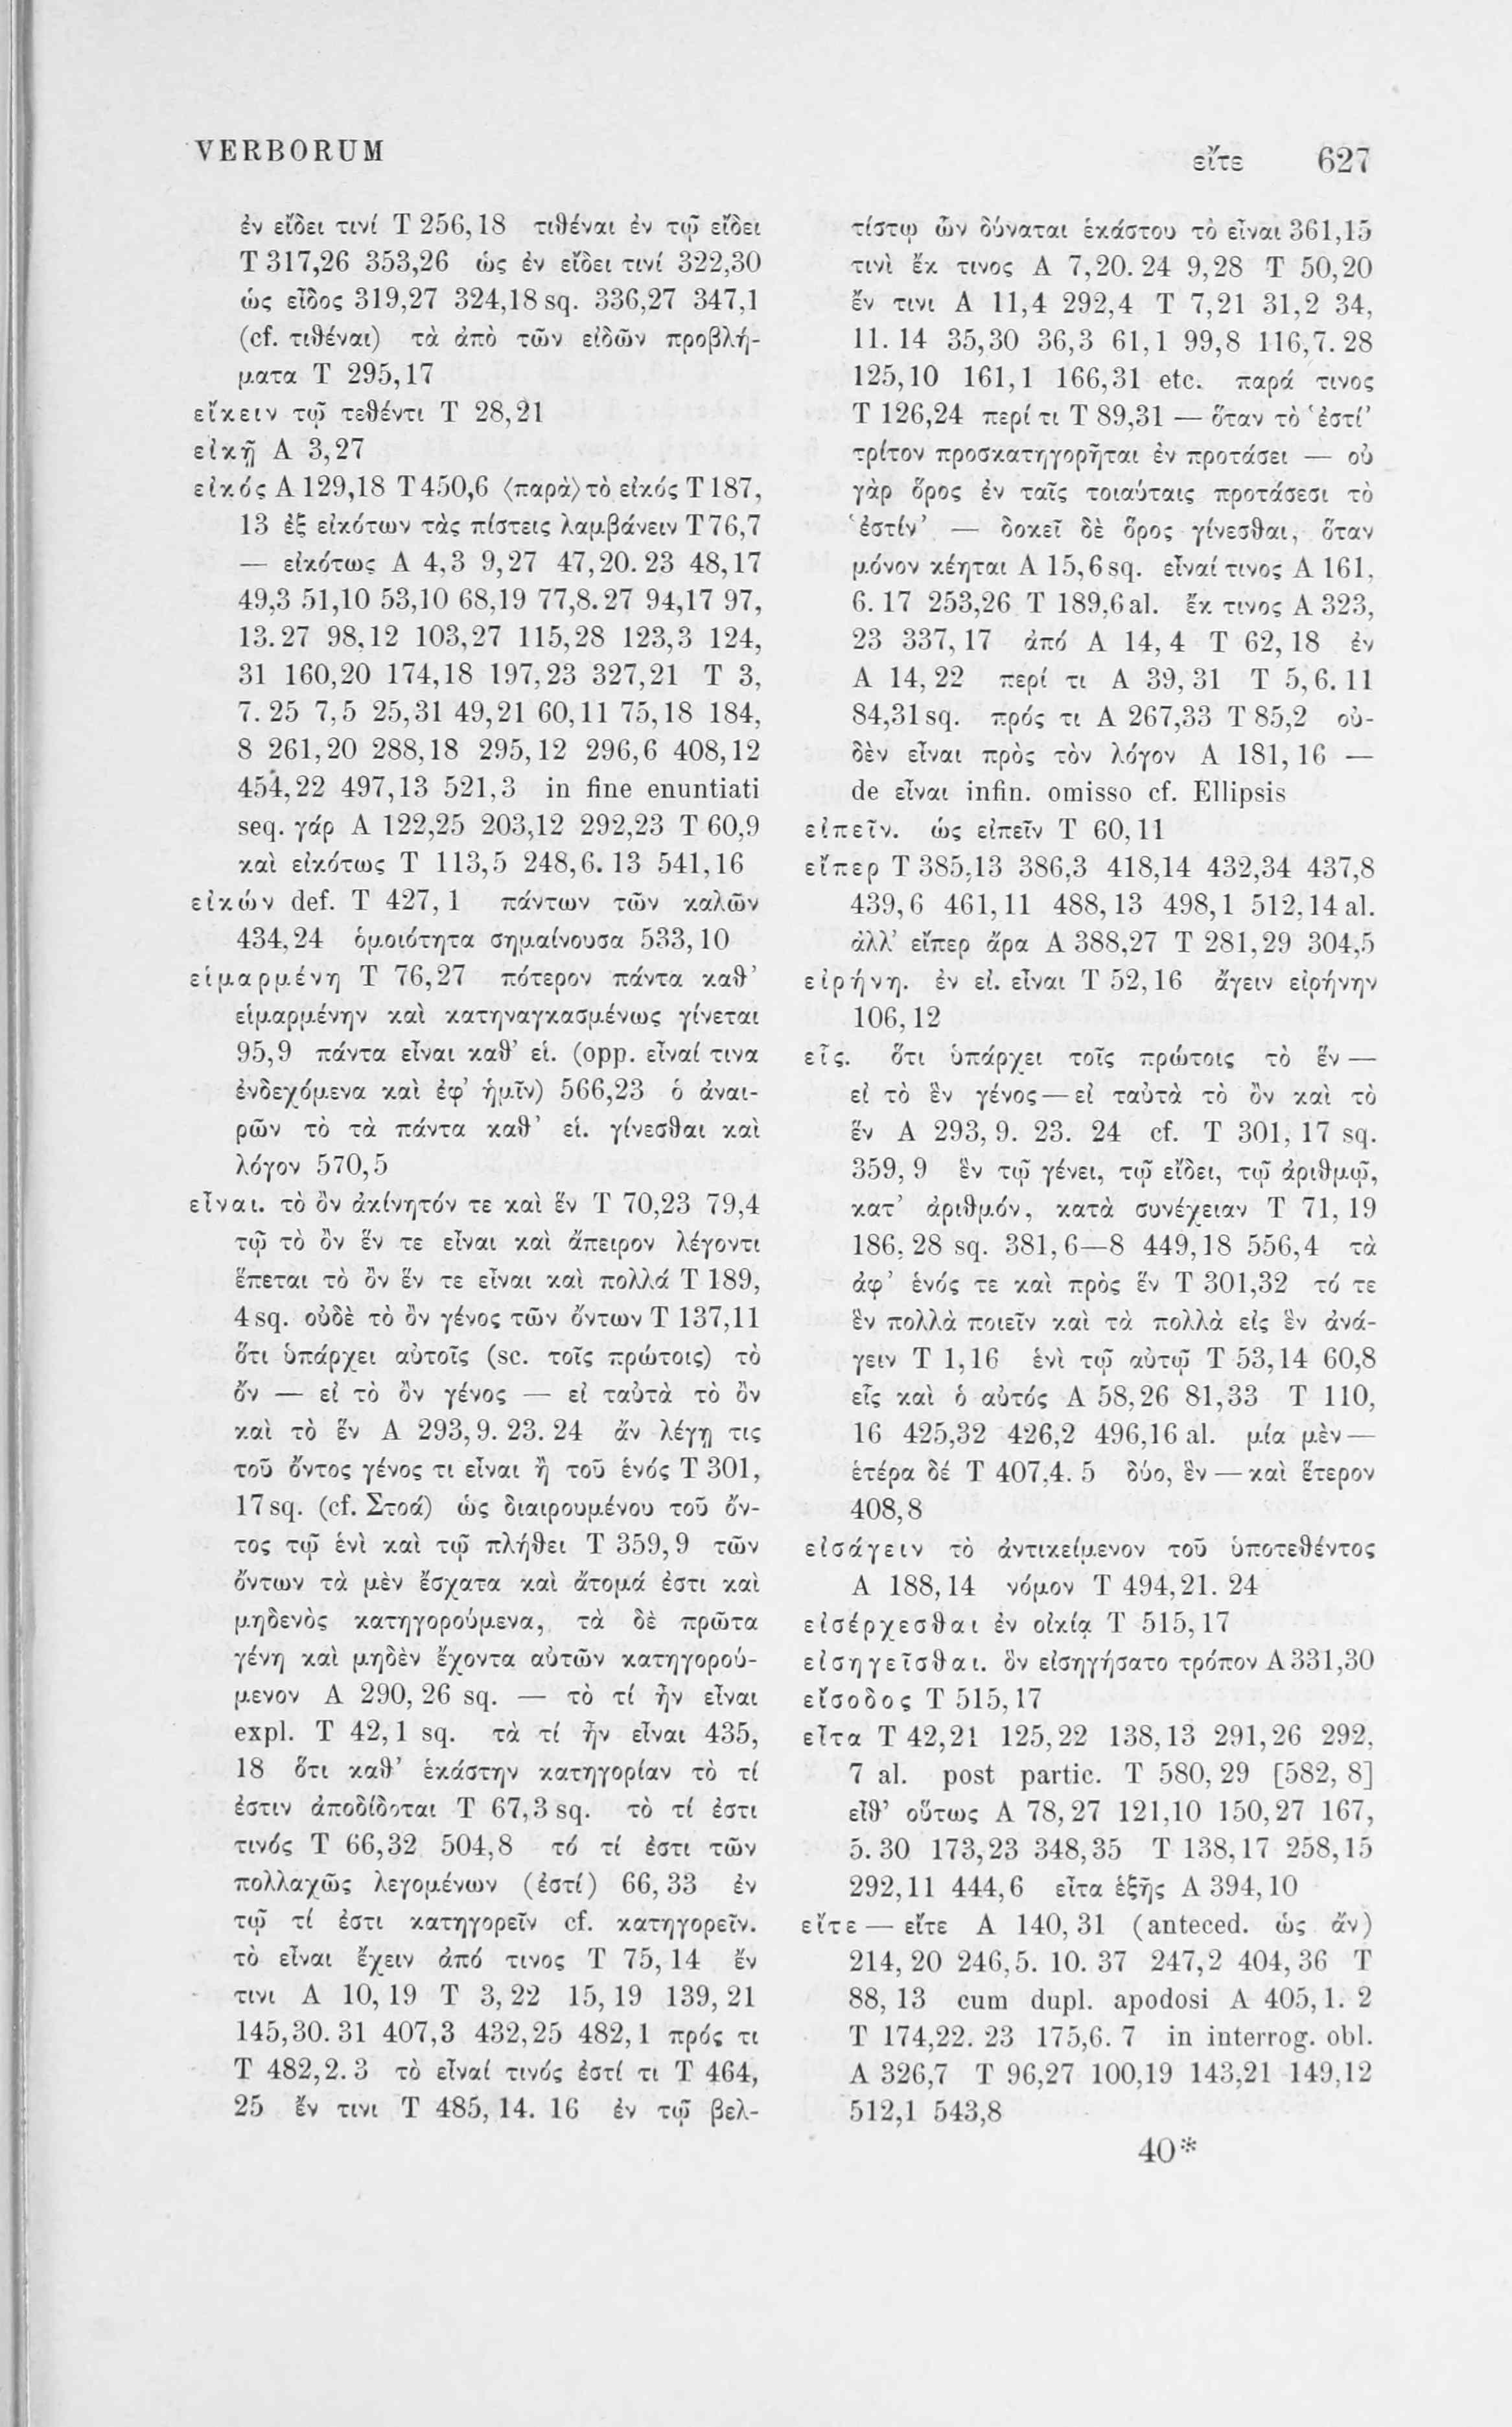 VERBORUM
εἴτε 627
ἐν εἴδει τινί T 256,18 τιθέναι ἐν τῷ εἴδει
T 317,26 353,26 ὡς ἐν εἴδει τινί 322,30
ὡς εἶδος 319,27 324,18 sq. 336,27 347,1
(cf. τιθέναι) τὰ ἀπὸ τῶν εἰδῶν προβλή-
ματα T 295,17
εἴκειν τῷ τεθέντι T 28,21
εἰκῇ A 3,27
εἰκός A 129,18 T 450,6 〈παρὰ〉 τὸ εἰκός T 187,
13 ἐξ εἰκότων τὰς πίστεις λαμβάνειν T 76,7
— εἰκότως A 4,3 9,27 47,20. 23 48,17
49,3 51,10 53,10 68,19 77,8. 27 94,17 97,
13. 27 98,12 103,27 115,28 123,3 124,
31 160,20 174,18 197,23 327,21 T 3,
7. 25 7,5 25,31 49,21 60,11 75,18 184,
8 261,20 288,18 295,12 296,6 408,12
454,22 497,13 521,3 in fine enuntiati
seq. γάρ A 122,25 203,12 292,23 T 60,9
καὶ εἰκότως T 113,5 248,6. 13 541,16
εἰκών def. T 427,1 πάντων τῶν καλῶν
434,24 ὁμοιότητα σημαίνουσα 533,10
εἱμαρμένη T 76,27 πότερον πάντα καθ’
εἱμαρμένην καὶ κατηναγκασμένως γίνεται
95,9 πάντα εἶναι καθ’ εἱ. (opp. εἶναί τινα
ἐνδεχόμενα καὶ ἐφ’ ἡμῖν) 566,23 ὁ ἀναι-
ρῶν τὸ τὰ πάντα καθ’ εἱ. γίνεσθαι καὶ
λόγον 570,5
εἶναι. τὸ ὂν ἀκίνητόν τε καὶ ἕν T 70,23 79,4
τῷ τὸ ὂν ἕν τε εἶναι καὶ ἄπειρον λέγοντι
ἕπεται τὸ ὂν ἕν τε εἶναι καὶ πολλά T 189,
4 sq. οὐδὲ τὸ ὂν γένος τῶν ὄντων T 137,11
ὅτι ὑπάρχει αὐτοῖς (sc. τοῖς πρώτοις) τὸ
ὄν — εἰ τὸ ὂν γένος — εἰ ταὐτὰ τὸ ὂν
καὶ τὸ ἕν A 293,9. 23. 24 ἄν λέγῃ τις
τοῦ ὄντος γένος τι εἶναι ἢ τοῦ ἑνός T 301,
17 sq. (cf. Στοά) ὡς διαιρουμένου τοῦ ὄν-
τος τῷ ἑνὶ καὶ τῷ πλήθει T 359,9 τῶν
ὄντων τὰ μὲν ἔσχατα καὶ ἄτομά ἐστι καὶ
μηδενὸς κατηγορούμενα, τὰ δὲ πρῶτα
γένη καὶ μηδὲν ἔχοντα αὐτῶν κατηγορού-
μενον A 290,26 sq. — τὸ τί ἦν εἶναι
expl. T 42,1 sq. τὰ τί ἦν εἶναι 435,
18 ὅτι καθ’ ἑκάστην κατηγορίαν τὸ τί
ἐστιν ἀποδίδοται T 67,3 sq. τὸ τί ἐστι
τινός T 66,32 504,8 τό τί ἐστι τῶν
πολλαχῶς λεγομένων (ἐστί) 66,33 ἐν
τῷ τί ἐστι κατηγορεῖν cf. κατηγορεῖν.
τὸ εἶναι ἔχειν ἀπό τινος T 75,14 ἔν
τινι A 10,19 T 3,22 15,19 139,21
145,30. 31 407,3 432,25 482,1 πρός τι
T 482,2. 3 τὸ εἶναί τινός ἐστί τι T 464,
25 ἔν τινι T 485,14. 16 ἐν τῷ βελ-
τίστῳ ὧν δύναται ἑκάστου τὸ εἶναι 361,15
τινὶ ἔκ τινος A 7,20. 24 9,28 T 50,20
ἔν τινι A 11,4 292,4 T 7,21 31,2 34,
11. 14 35,30 36,3 61,1 99,8 116,7. 28
125,10 161,1 166,31 etc. παρά τινος
T 126,24 περί τι T 89,31 — ὅταν τὸ ‘ἐστί’
τρίτον προσκατηγορῆται ἐν προτάσει — οὐ
γὰρ ὅρος ἐν ταῖς τοιαύταις προτάσεσι τὸ
‘ἐστίν’ — δοκεῖ δὲ ὅρος γίνεσθαι, ὅταν
μόνον κέηται A 15,6 sq. εἶναί τινος A 161,
6. 17 253,26 T 189,6 al. ἔκ τινος A 323,
23 337,17 ἀπό A 14,4 T 62,18 ἐν
A 14,22 περί τι A 39,31 T 5,6. 11
84,31 sq. πρός τι A 267,33 T 85,2 οὐ-
δὲν εἶναι πρὸς τὸν λόγον A 181,16 —
de εἶναι infin. omisso cf. Ellipsis
εἰπεῖν. ὡς εἰπεῖν T 60,11
εἴπερ T 385,13 386,3 418,14 432,34 437,8
439,6 461,11 488,13 498,1 512,14 al.
ἀλλ’ εἴπερ ἄρα A 388,27 T 281,29 304,5
εἰρήνη. ἐν εἰ. εἶναι T 52,16 ἄγειν εἰρήνην
106,12
εἷς. ὅτι ὑπάρχει τοῖς πρώτοις τὸ ἕν —
εἰ τὸ ἓν γένος — εἰ ταὐτὰ τὸ ὂν καὶ τὸ
ἕν A 293,9. 23. 24 cf. T 301,17 sq.
359,9 ἓν τῷ γένει, τῷ εἴδει, τῷ ἀριθμῷ,
κατ’ ἀριθμόν, κατὰ συνέχειαν T 71,19
186,28 sq. 381,6—8 449,18 556,4 τὰ
ἀφ’ ἑνός τε καὶ πρὸς ἕν T 301,32 τό τε
ἓν πολλὰ ποιεῖν καὶ τὰ πολλὰ εἰς ἓν ἀνά-
γειν T 1,16 ἑνὶ τῷ αὐτῷ T 53,14 60,8
εἷς καὶ ὁ αὐτός A 58,26 81,33 T 110,
16 425,32 426,2 496,16 al. μία μὲν —
ἑτέρα δέ T 407,4. 5 δύο, ἓν — καὶ ἕτερον
408,8
εἰσάγειν τὸ ἀντικείμενον τοῦ ὑποτεθέντος
A 188,14 νόμον T 494,21. 24
εἰσέρχεσθαι ἐν οἰκίᾳ T 515,17
εἰσηγεῖσθαι. ὃν εἰσηγήσατο τρόπον A 331,30
εἴσοδος T 515,17
εἶτα T 42,21 125,22 138,13 291,26 292,
7 al. post partic. T 580,29 [582,8]
εἶθ’ οὕτως A 78,27 121,10 150,27 167,
5. 30 173,23 348,35 T 138,17 258,15
292,11 444,6 εἶτα ἑξῆς A 394,10
εἴτε — εἴτε A 140,31 (anteced. ὡς ἄν)
214,20 246,5. 10. 37 247,2 404,36 T
88,13 cum dupl. apodosi A 405,1. 2
T 174,22. 23 175,6. 7 in interrog. obl.
A 326,7 T 96,27 100,19 143,21 149,12
512,1 543,8
40*